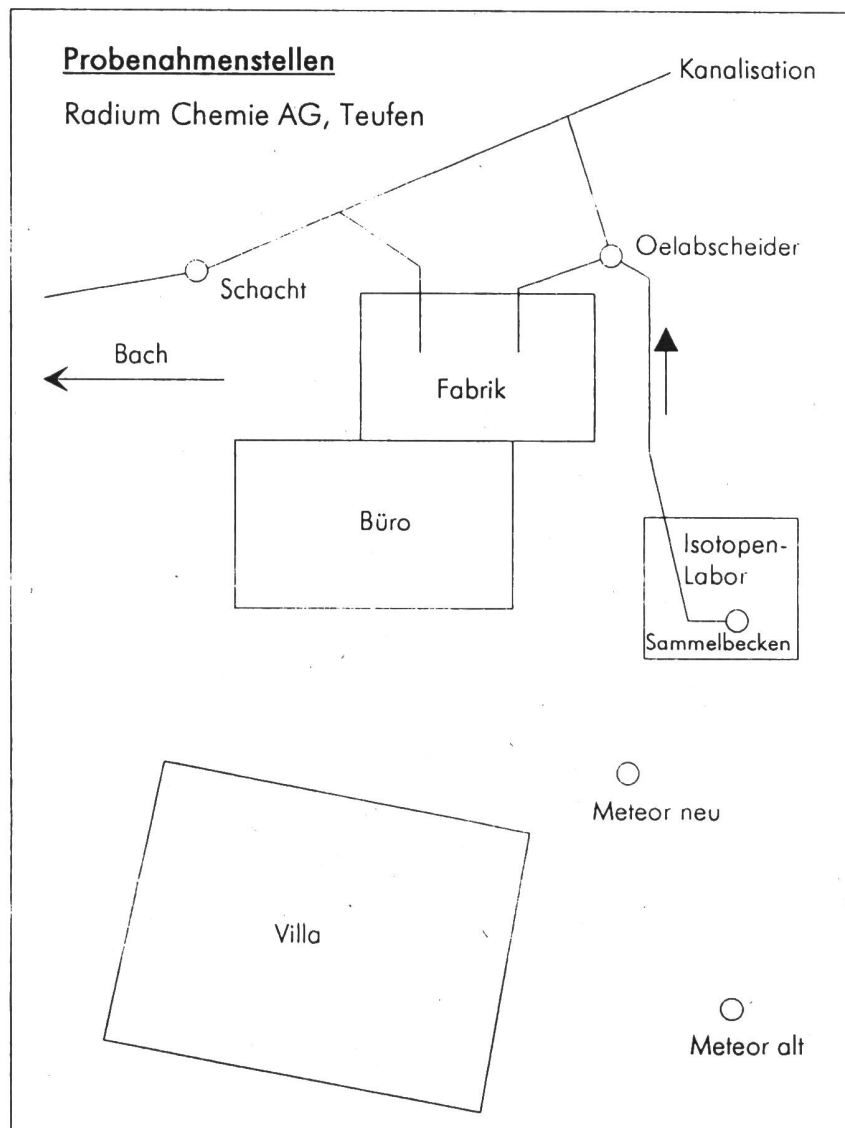 Probenahmenstellen
Radium Chemie AG, Teufen
Kanalisation
Oelabscheider
Schacht
Bach
Fabrik
Büro
Isotopen-
Labor
Sammelbecken
Meteor neu
Villa
Meteor alt